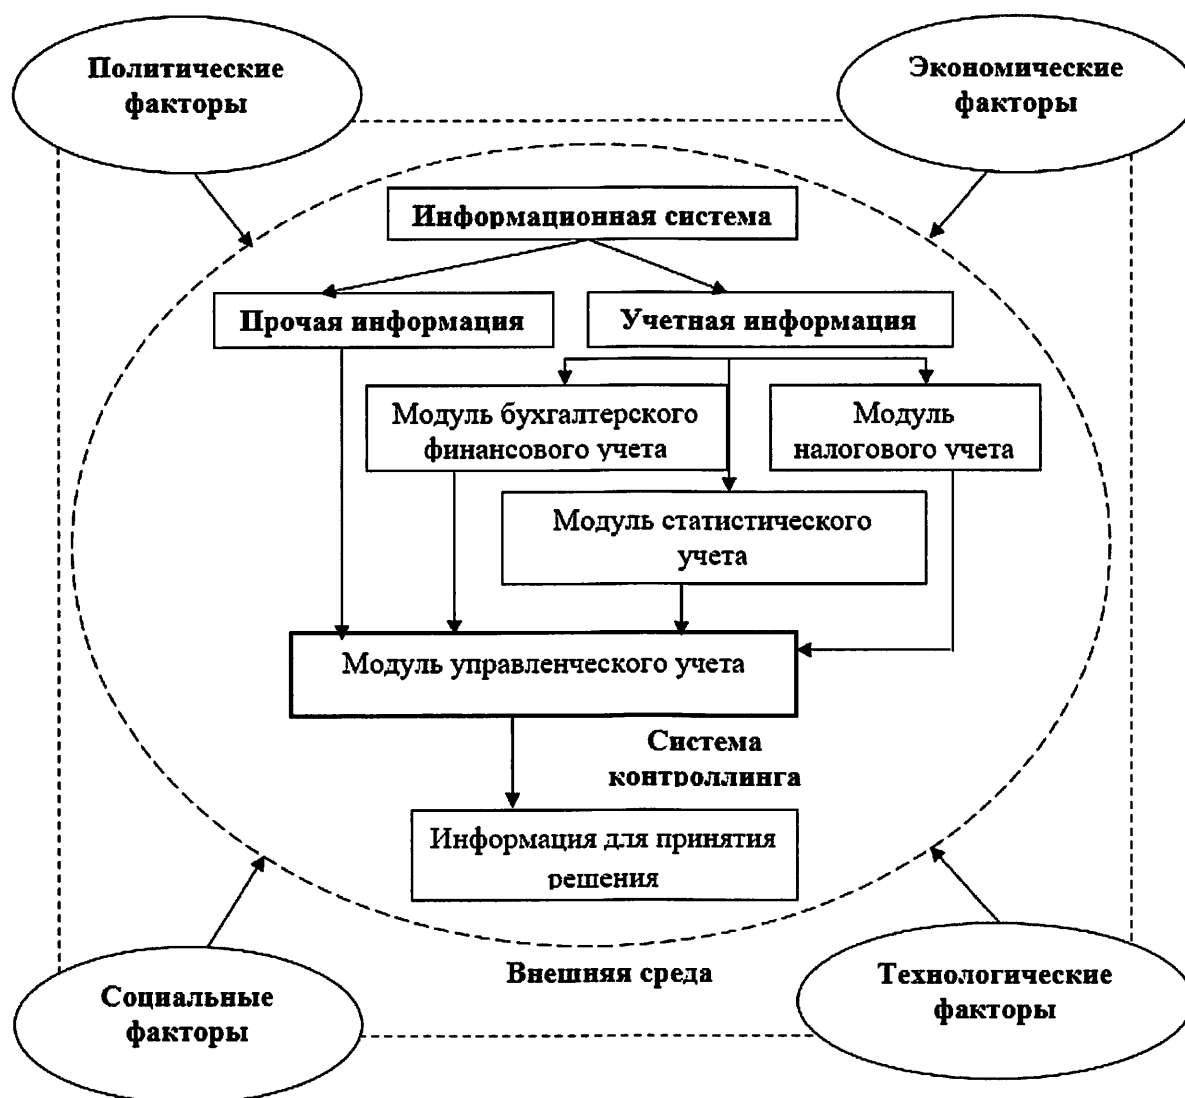 Политические
факторы
Экономические
факторы
Информационная система
Прочая информация
Учетная информация
Модуль бухгалтерского
финансового учета
Модуль
налогового учета
Модуль статистического
учета
Модуль управленческого учета
Система
контроллинга
Информация для принятия
решения
Внешняя среда
Социальные
факторы
Технологические
факторы